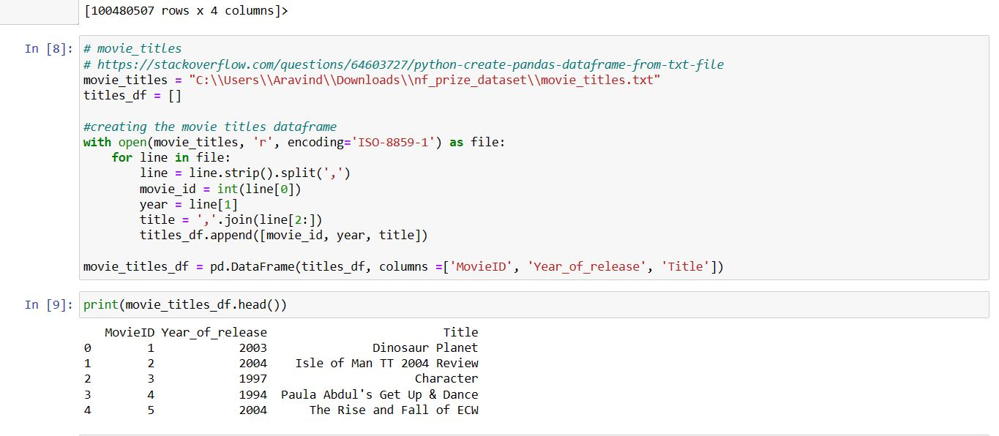 [100480507 rows x 4 columns]>
In [8]: # movie_titles
# https://stackoverflow.com/questions/64603727/python-create-pandas-dataframe-from-txt-file
movie_titles = "C:\\Users\\Aravind\\Downloads\\nf_prize_dataset\\movie_titles.txt"
titles_df = []
#creating the movie titles dataframe
with open(movie_titles, 'r', encoding='ISO-8859-1') as file:
    for line in file:
        line = line.strip().split(',')
        movie_id = int(line[0])
        year = line[1]
        title = ','.join(line[2:])
        titles_df.append([movie_id, year, title])
movie_titles_df = pd.DataFrame(titles_df, columns =['MovieID', 'Year_of_release', 'Title'])
In [9]: print(movie_titles_df.head())
   MovieID Year_of_release                         Title
0        1            2003               Dinosaur Planet
1        2            2004    Isle of Man TT 2004 Review
2        3            1997                     Character
3        4            1994  Paula Abdul's Get Up & Dance
4        5            2004      The Rise and Fall of ECW